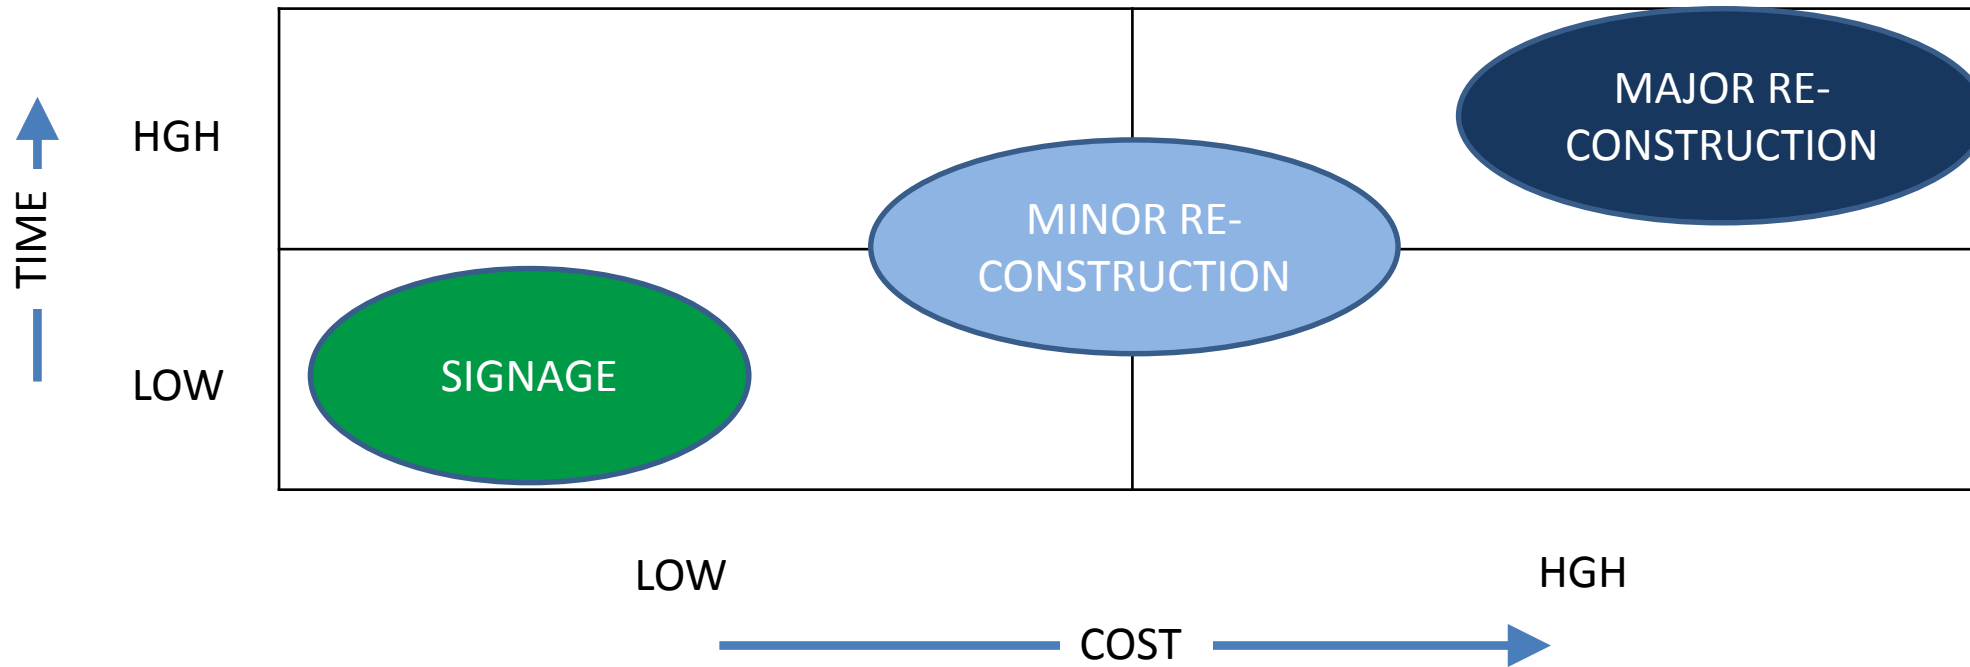 MAJOR RE-
CONSTRUCTION
HGH
MINOR RE-
CONSTRUCTION
TIME
SIGNAGE
LOW
LOW
HGH
COST